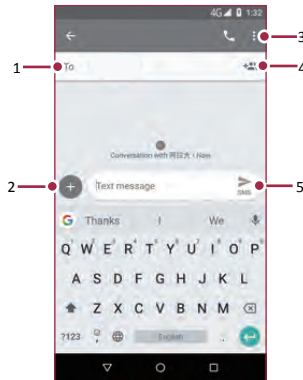 4G 1:32
3
1 To 4
Conversation with 阿拉大 • Now
2 Text message SMS 5
G Thanks I We
Q W E R T Y U I O P
A S D F G H J K L
Z X C V B N M
?123 , English .